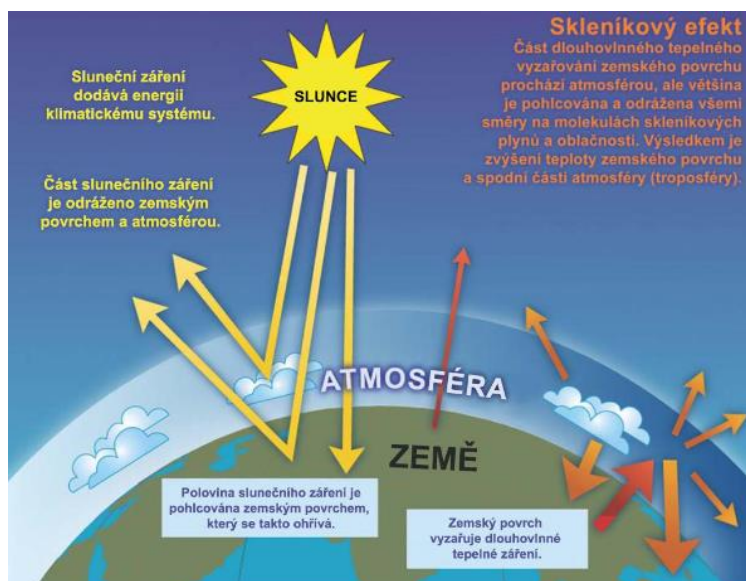 Skleníkový efekt
Část dlouhovlnného tepelného
vyzařování zemského povrchu
prochází atmosférou, ale většina
je pohlcována a odrážena všemi
směry na molekulách skleníkových
plynů a oblačnosti. Výsledkem je
zvýšení teploty zemského povrchu
a spodní části atmosféry (troposféry).
Sluneční záření
dodává energii
klimatickému systému.
SLUNCE
Část slunečního záření
je odráženo zemským
povrchem a atmosférou.
ATMOSFÉRA
ZEMĚ
Polovina slunečního záření je
pohlcována zemským povrchem,
který se takto ohřívá.
Zemský povrch
vyzařuje dlouhovlnné
tepelné záření.